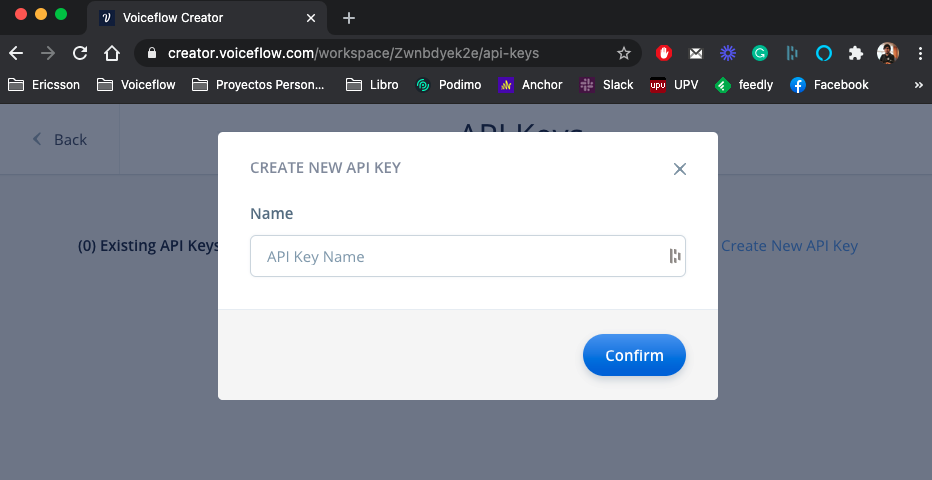 Voiceflow Creator
creator.voiceflow.com/workspace/Zwnbdyek2e/api-keys
Ericsson Voiceflow Proyectos Person... Libro Podimo Anchor Slack upv UPV feedly Facebook »
Back
API Keys
CREATE NEW API KEY
Name
(0) Existing API Keys
API Key Name
Create New API Key
Confirm